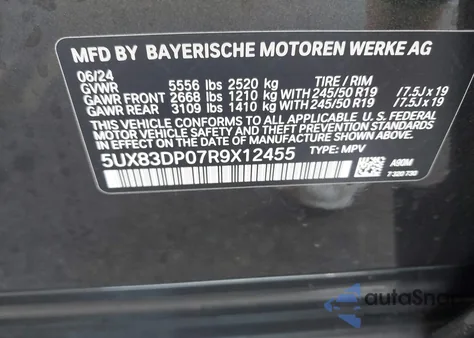 MFD BY BAYERISCHE MOTOREN WERKE AG
06/24 TIRE / RIM
GVWR 5556 lbs 2520 kg
GAWR FRONT 2668 lbs 1210 kg WITH 245/50 R19 / 7.5J x 19
GAWR REAR 3109 lbs 1410 kg WITH 245/50 R19 / 7.5J x 19
THIS VEHICLE CONFORMS TO ALL APPLICABLE U. S. FEDERAL
MOTOR VEHICLE SAFETY STANDARDS IN EFFECT ON THE DATE
OF MANUFACTURE SHOWN ABOVE.
5UX83DP07R9X12455 TYPE: MPV
A90M
7 320 730
autoSnap